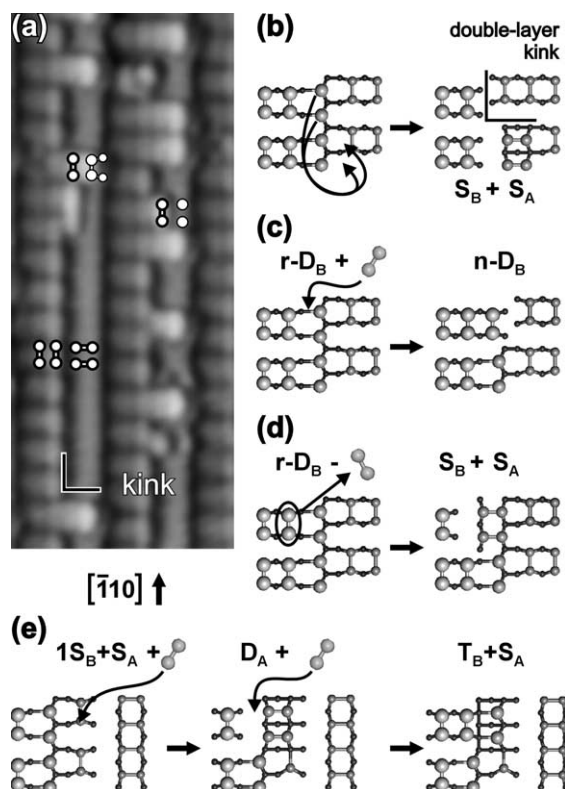 (a)
kink
[1̄10]
(b)
double-layer
kink
S_B + S_A
(c)
r-D_B +
n-D_B
(d)
r-D_B -
S_B + S_A
(e)
1S_B+S_A +
D_A +
T_B+S_A